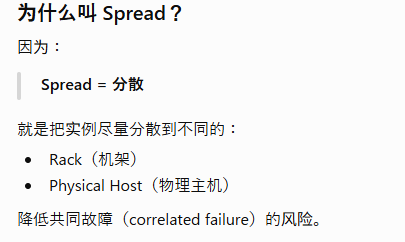 为什么叫 Spread？
因为：
Spread = 分散
就是把实例尽量分散到不同的：
• Rack（机架）
• Physical Host（物理主机）
降低共同故障（correlated failure）的风险。